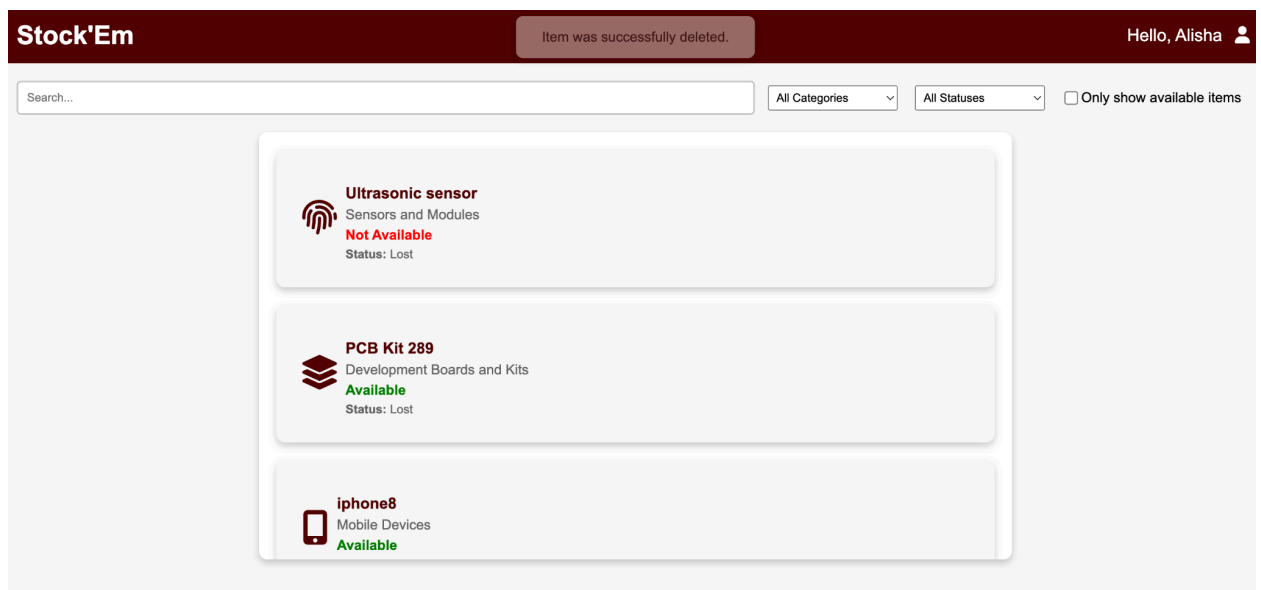 Stock'Em
Item was successfully deleted.
Hello, Alisha
Search...
All Categories
All Statuses
Only show available items
Ultrasonic sensor
Sensors and Modules
Not Available
Status: Lost
PCB Kit 289
Development Boards and Kits
Available
Status: Lost
iphone8
Mobile Devices
Available